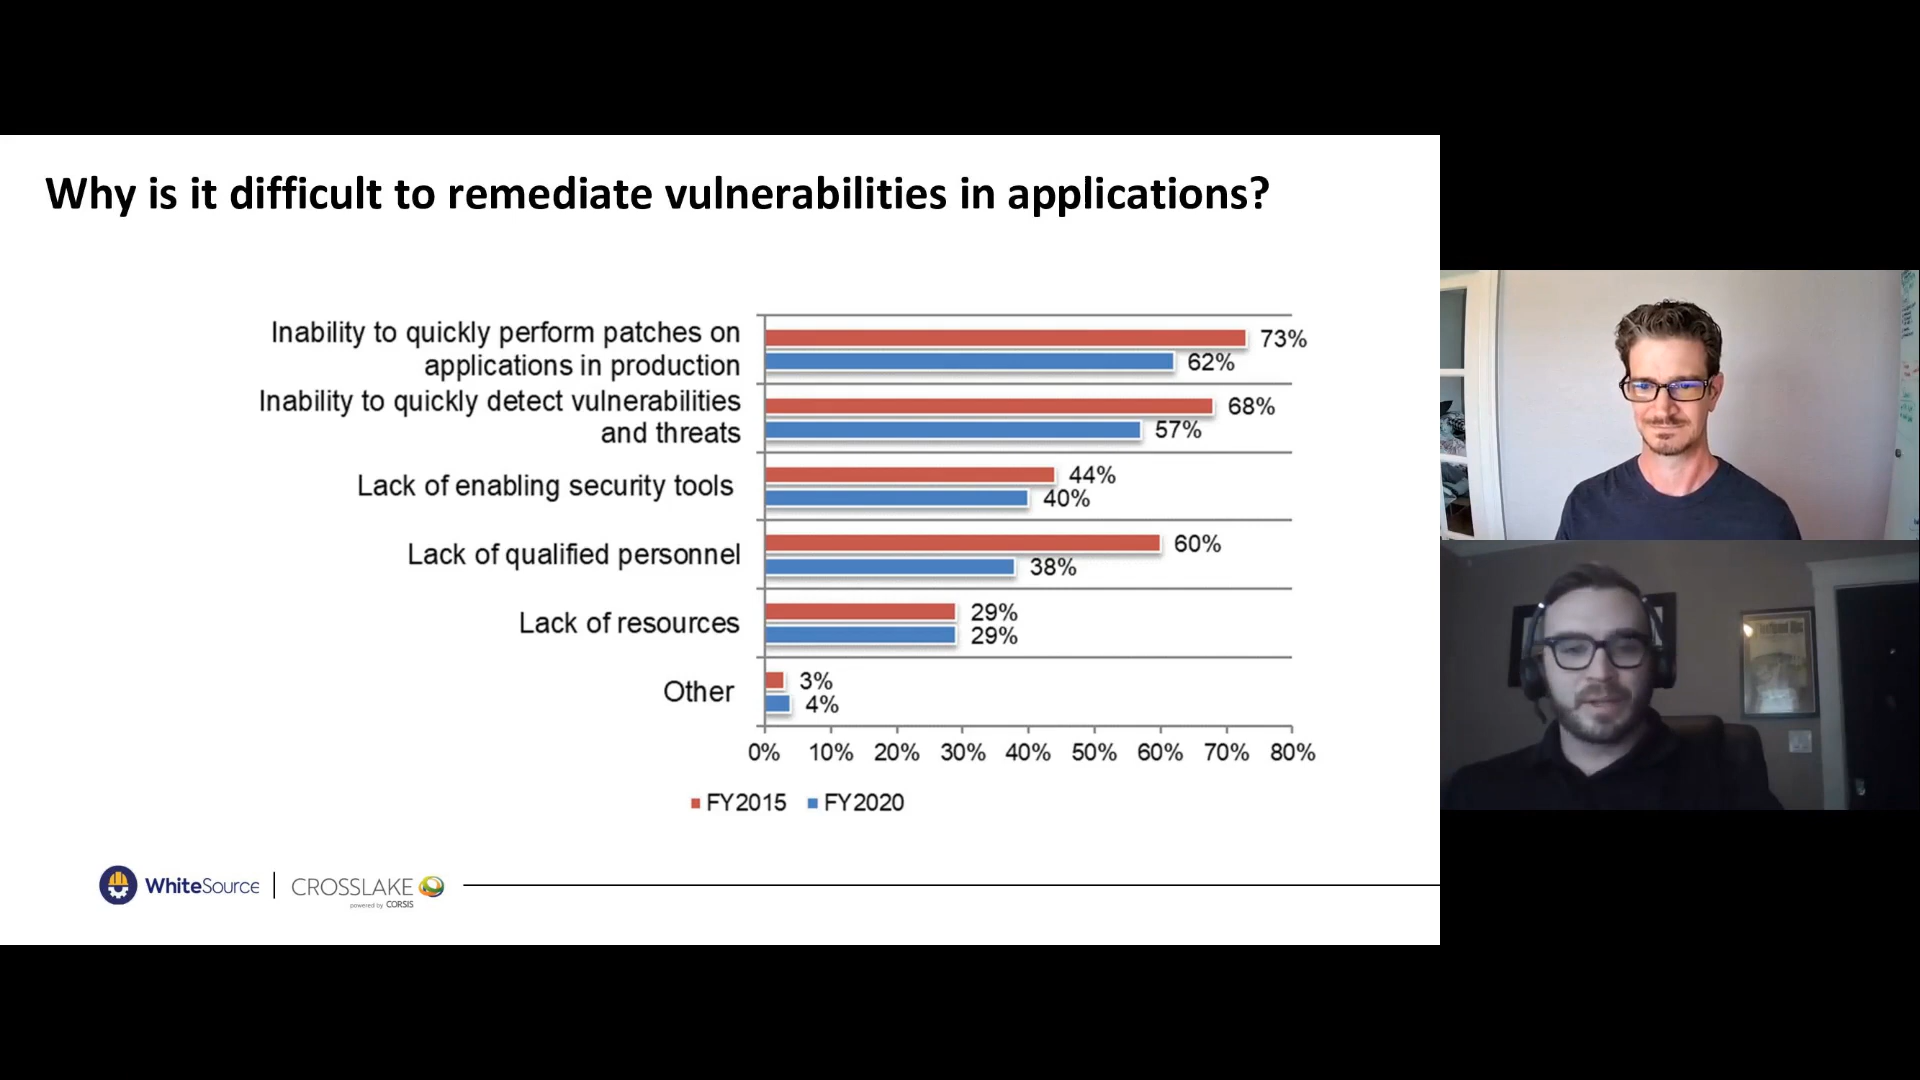 Why is it difficult to remediate vulnerabilities in applications?
Inability to quickly perform patches on
applications in production
73%
62%
Inability to quickly detect vulnerabilities
and threats
68%
57%
Lack of enabling security tools
44%
40%
Lack of qualified personnel
60%
38%
Lack of resources
29%
29%
Other
3%
4%
0% 10% 20% 30% 40% 50% 60% 70% 80%
FY2015 FY2020
WhiteSource
CROSSLAKE
powered by CORSIS